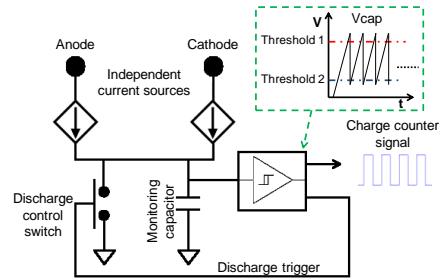 Anode
Cathode
Independent
current sources
V
Vcap
Threshold 1
Threshold 2
........
t
Charge counter
signal
Discharge
control
switch
Monitoring
capacitor
Discharge trigger